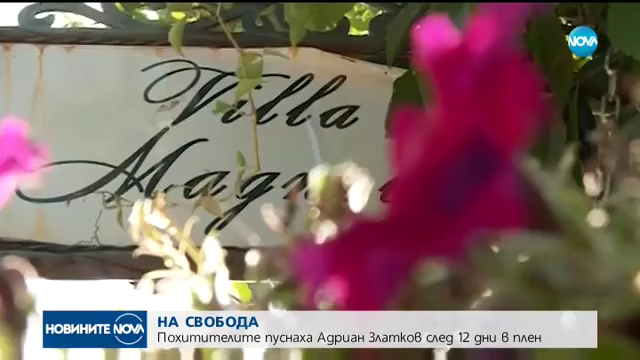 NOVA
Villa
НОВИНИТЕ NOVA
НА СВОБОДА
Похитителите пуснаха Адриан Златков след 12 дни в плен